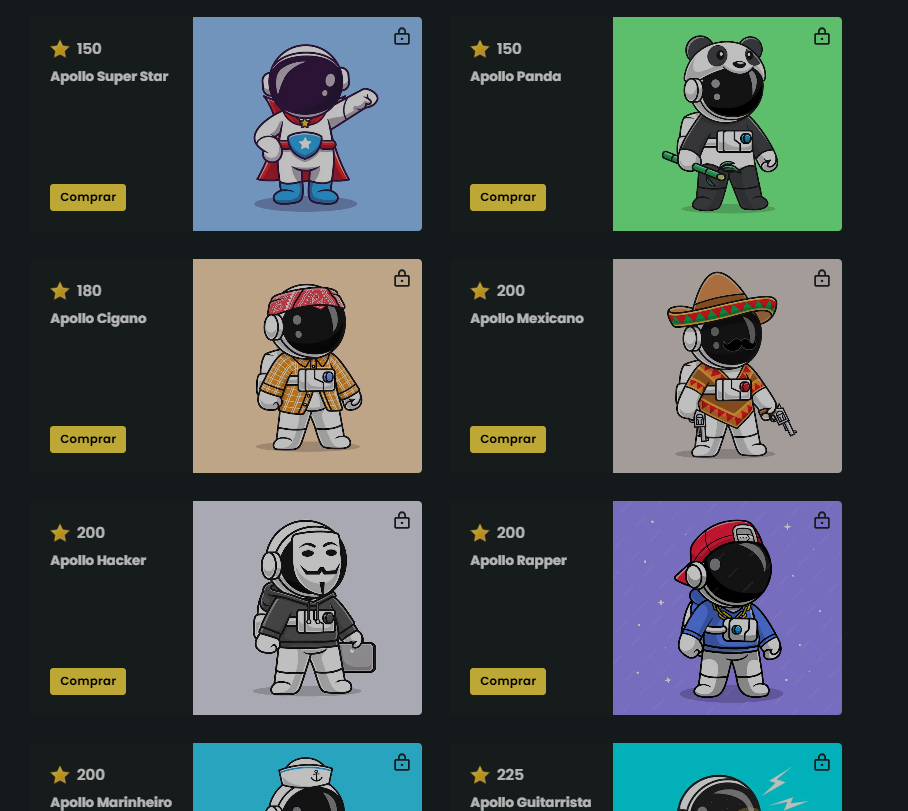 150
Apollo Super Star
Comprar
150
Apollo Panda
Comprar
180
Apollo Cigano
Comprar
200
Apollo Mexicano
Comprar
200
Apollo Hacker
Comprar
200
Apollo Rapper
Comprar
200
Apollo Marinheiro
225
Apollo Guitarrista